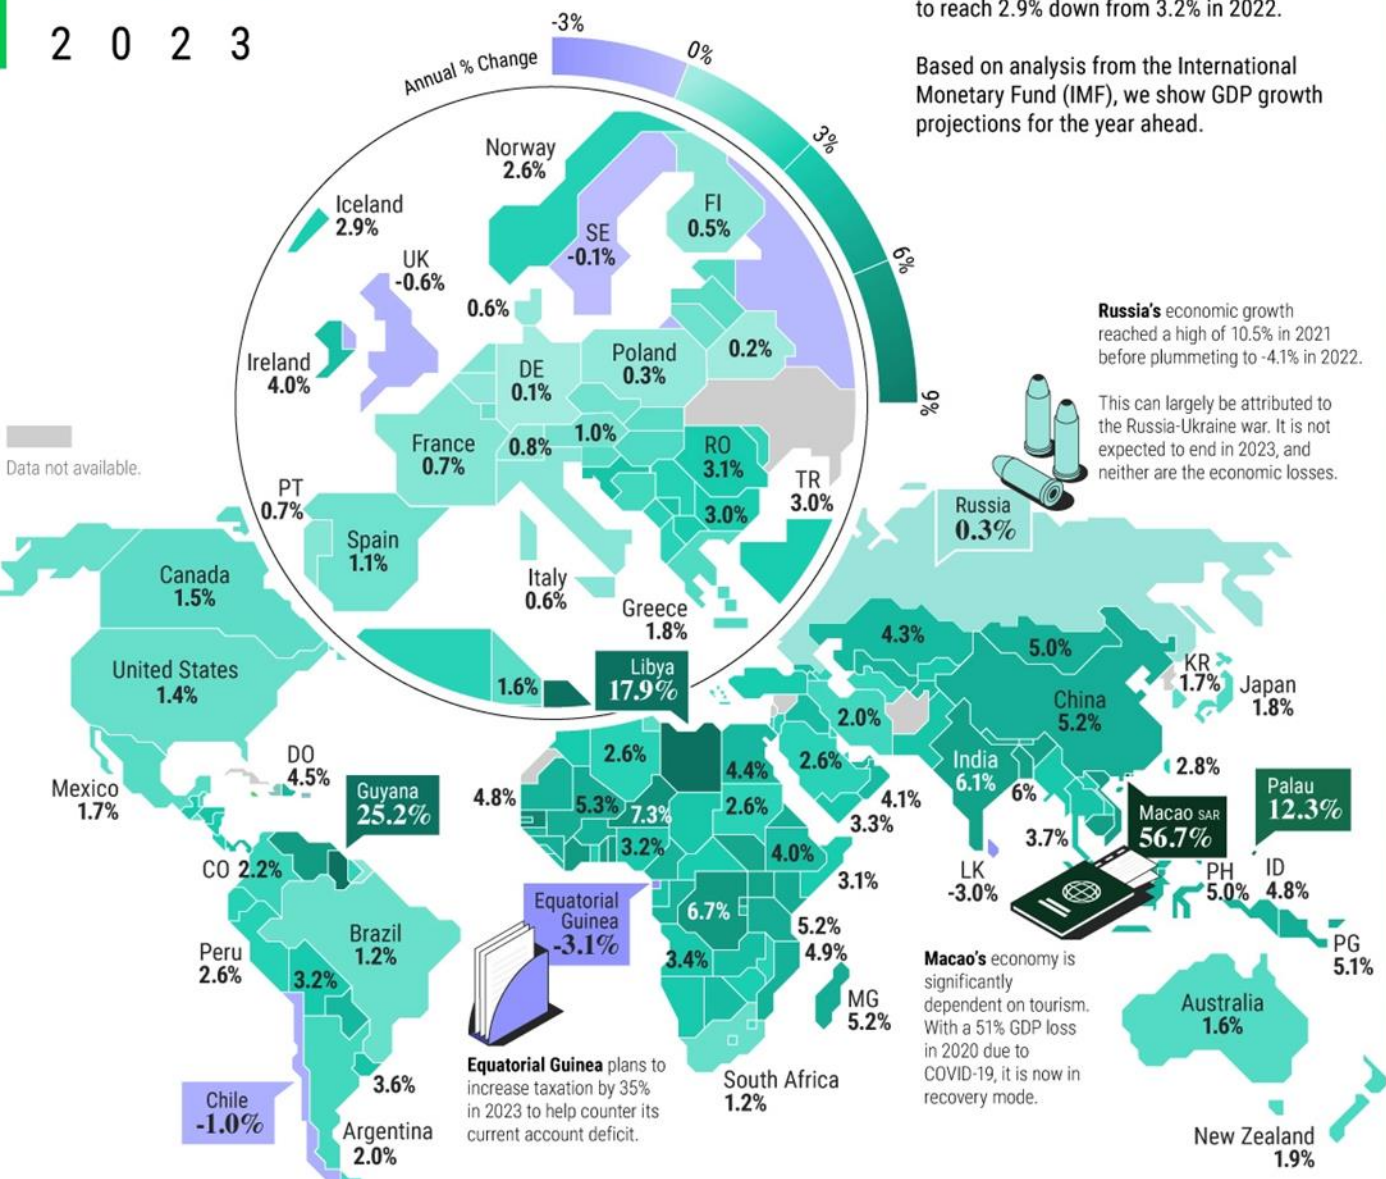 2 0 2 3
to reach 2.9% down from 3.2% in 2022.
Based on analysis from the International
Monetary Fund (IMF), we show GDP growth
projections for the year ahead.
Annual % Change
-3%
0%
3%
6%
9%
Norway
2.6%
Iceland
2.9%
SE
-0.1%
FI
0.5%
UK
-0.6%
0.6%
Ireland
4.0%
DE
0.1%
Poland
0.3%
0.2%
France
0.7%
0.8%
1.0%
RO
3.1%
3.0%
TR
3.0%
PT
0.7%
Spain
1.1%
Italy
0.6%
Greece
1.8%
1.6%
Libya
17.9%
Data not available.
Russia's economic growth
reached a high of 10.5% in 2021
before plummeting to -4.1% in 2022.
This can largely be attributed to
the Russia-Ukraine war. It is not
expected to end in 2023, and
neither are the economic losses.
Russia
0.3%
Canada
1.5%
United States
1.4%
Mexico
1.7%
DO
4.5%
Guyana
25.2%
CO 2.2%
Peru
2.6%
Brazil
1.2%
3.2%
3.6%
Chile
-1.0%
Argentina
2.0%
4.8%
2.6%
5.3%
7.3%
3.2%
4.4%
2.6%
4.0%
3.1%
6.7%
5.2%
4.9%
3.4%
MG
5.2%
South Africa
1.2%
Equatorial
Guinea
-3.1%
Equatorial Guinea plans to
increase taxation by 35%
in 2023 to help counter its
current account deficit.
4.3%
5.0%
China
5.2%
KR
1.7%
Japan
1.8%
2.0%
2.6%
4.1%
3.3%
India
6.1%
6%
2.8%
3.7%
LK
-3.0%
Macao SAR
56.7%
Palau
12.3%
PH
5.0%
ID
4.8%
PG
5.1%
Macao's economy is
significantly
dependent on tourism.
With a 51% GDP loss
in 2020 due to
COVID-19, it is now in
recovery mode.
Australia
1.6%
New Zealand
1.9%